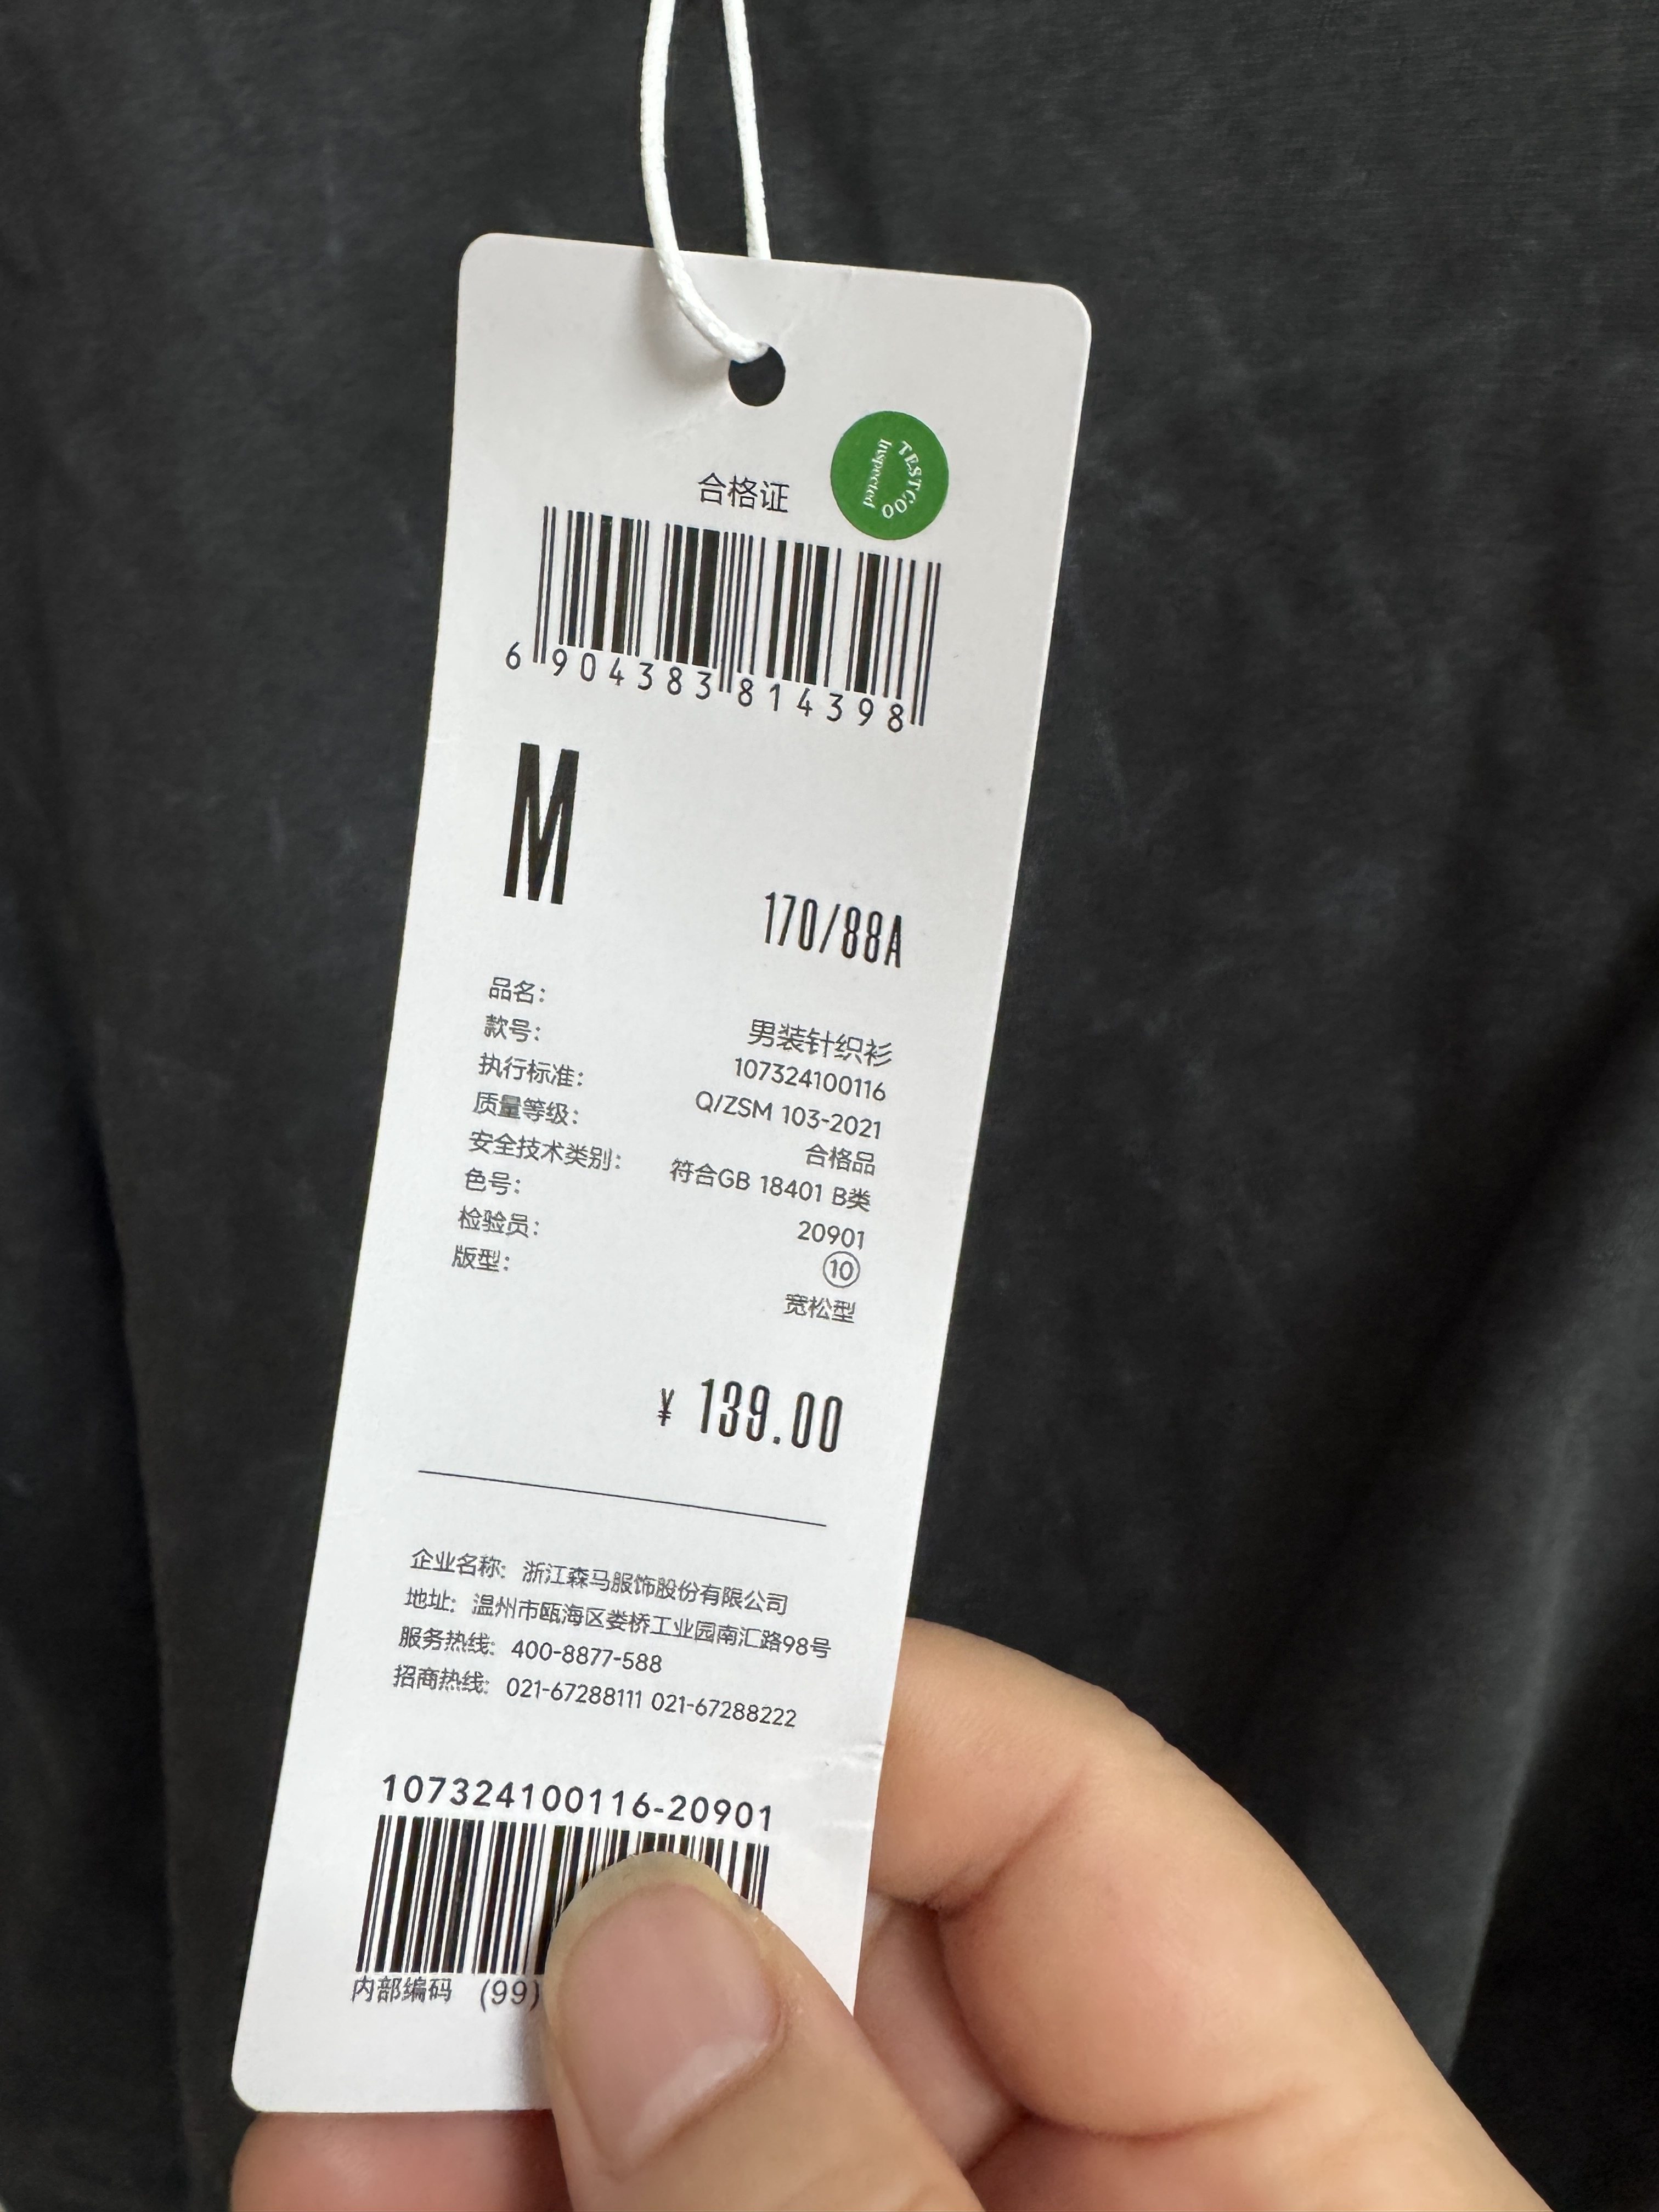 合格证
TESTCOO
Inspected
6 904383 814398
M
170/88A
品名： 男装针织衫
款号： 107324100116
执行标准： Q/ZSM 103-2021
质量等级： 合格品
安全技术类别： 符合GB 18401 B类
色号： 20901
检验员： ⑩
版型： 宽松型
¥ 139.00
企业名称： 浙江森马服饰股份有限公司
地址： 温州市瓯海区娄桥工业园南汇路98号
服务热线： 400-8877-588
招商热线： 021-67288111 021-67288222
107324100116-20901
内部编码 (99)